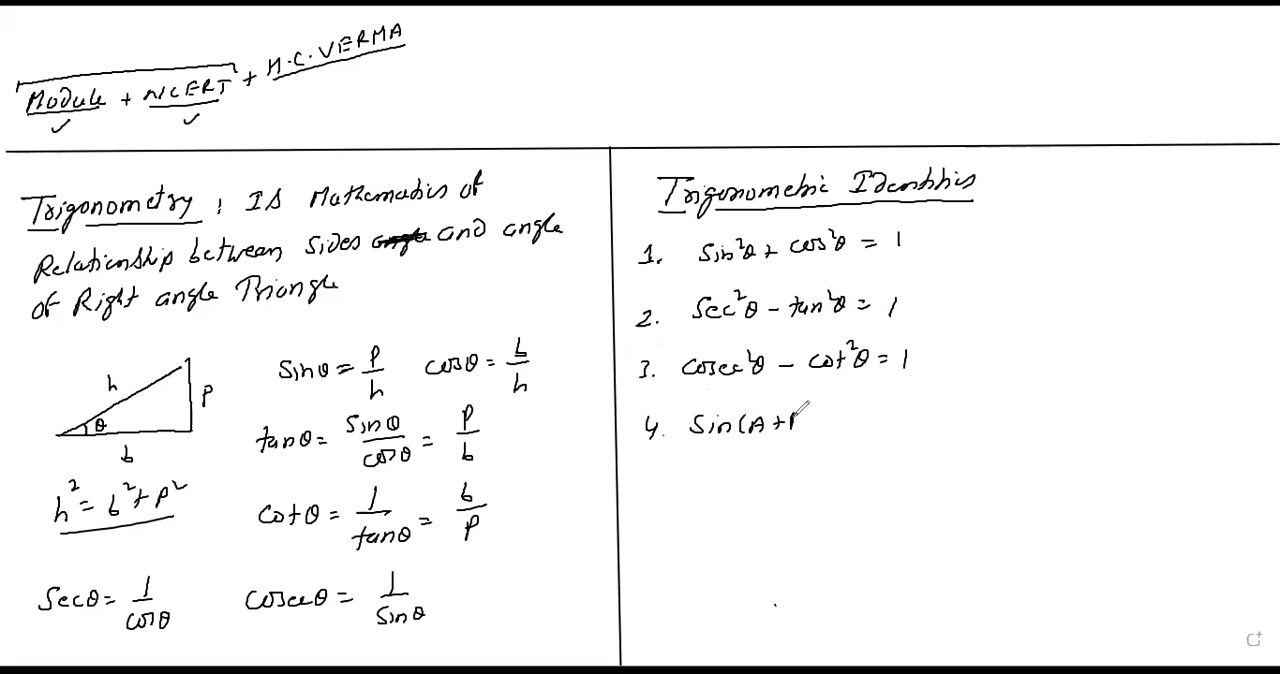 Module + NCERT + H.C. VERMA
Trigonometry : Is Mathematics of
Relationship between sides and angle
of Right angle Triangle
h
θ
p
b
h² = b² + p²
sinθ = p/h cosθ = b/h
tanθ = sinθ/cosθ = p/b
cotθ = 1/tanθ = b/p
secθ = 1/cosθ cosecθ = 1/sinθ
Trigonometric Identities
1. sin²θ + cos²θ = 1
2. sec²θ - tan²θ = 1
3. cosec²θ - cot²θ = 1
4. sin(A+